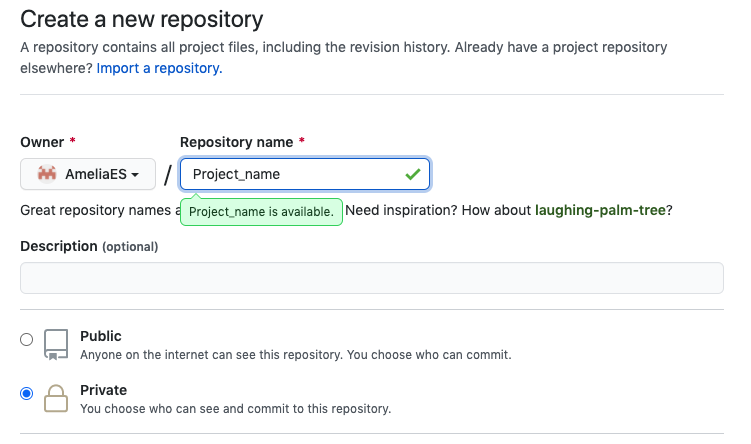 Create a new repository
A repository contains all project files, including the revision history. Already have a project repository
elsewhere? Import a repository.
Owner * Repository name *
AmeliaES / Project_name
Great repository names a Project_name is available. Need inspiration? How about laughing-palm-tree?
Description (optional)
Public
Anyone on the internet can see this repository. You choose who can commit.
Private
You choose who can see and commit to this repository.